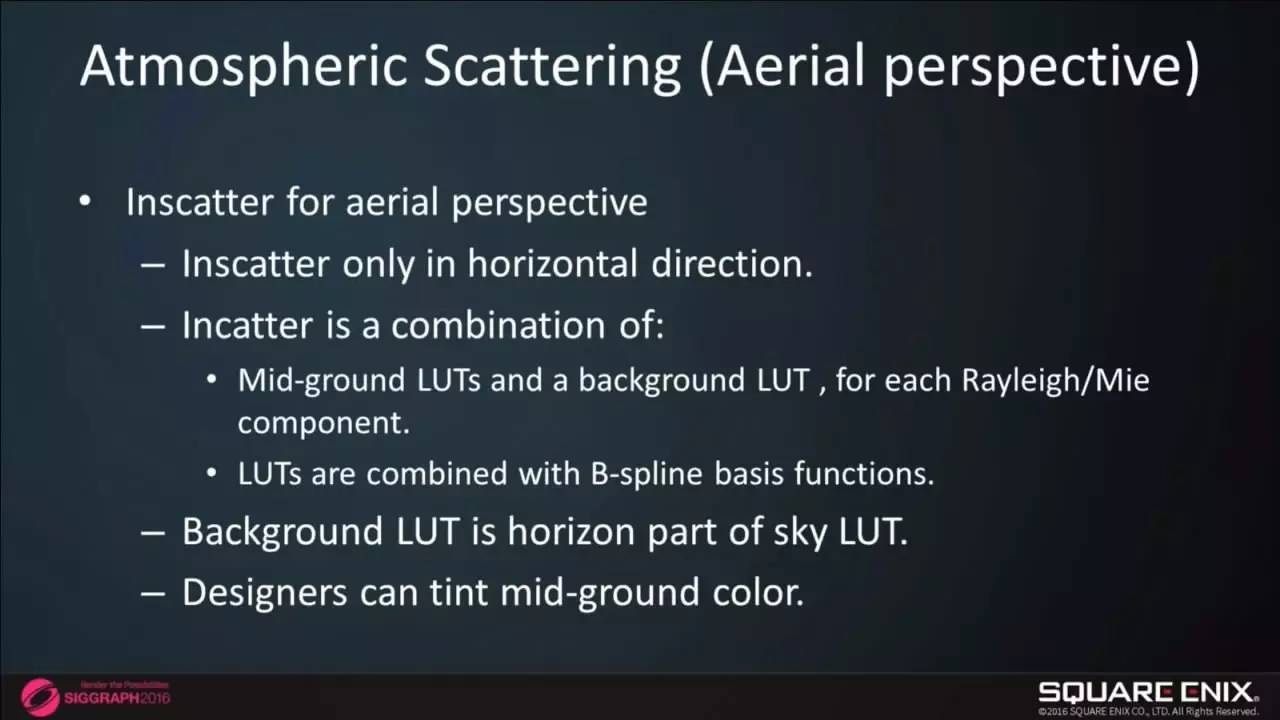 Atmospheric Scattering (Aerial perspective)
• Inscatter for aerial perspective
– Inscatter only in horizontal direction.
– Incatter is a combination of:
• Mid-ground LUTs and a background LUT , for each Rayleigh/Mie
component.
• LUTs are combined with B-spline basis functions.
– Background LUT is horizon part of sky LUT.
– Designers can tint mid-ground color.
Render the Possibilities
SIGGRAPH2016
SQUARE ENIX®
©2016 SQUARE ENIX CO., LTD. All Rights Reserved.